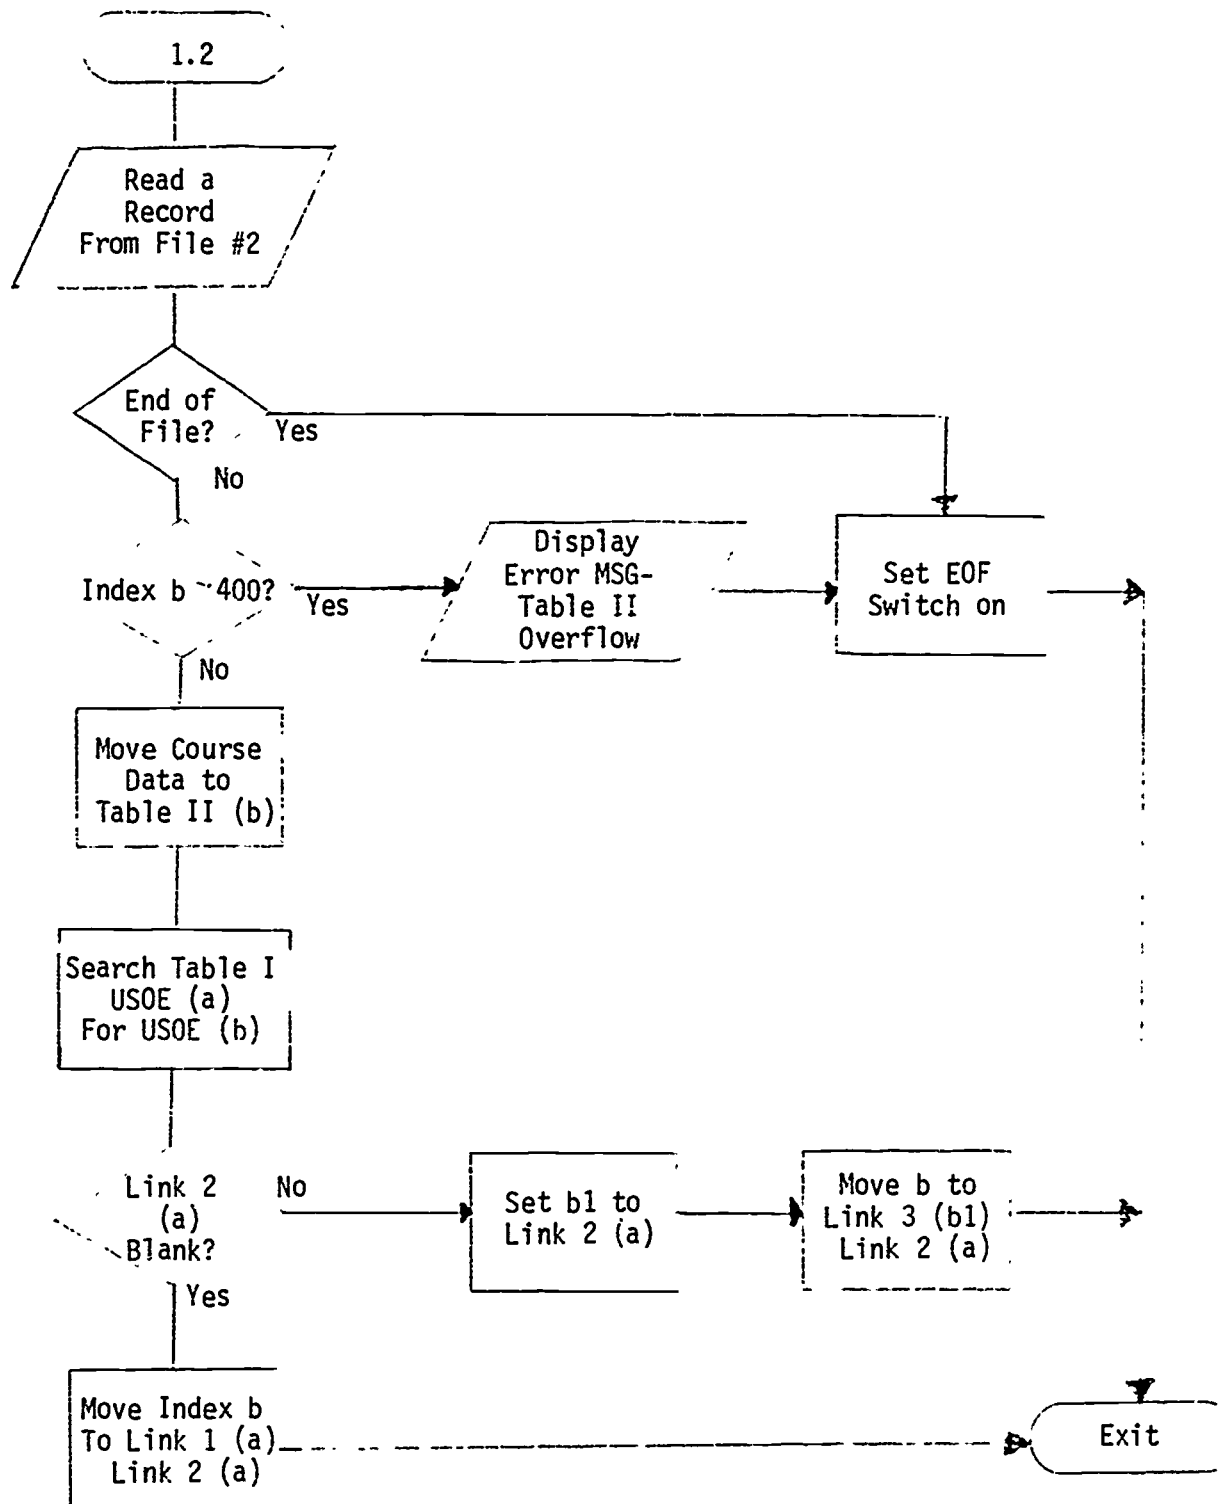 1.2
Read a
Record
From File #2
End of
File?
Yes
No
Index b 400?
Yes
No
Display
Error MSG-
Table II
Overflow
Set EOF
Switch on
Move Course
Data to
Table II (b)
Search Table I
USOE (a)
For USOE (b)
Link 2
(a)
Blank?
No
Yes
Set b1 to
Link 2 (a)
Move b to
Link 3 (b1)
Link 2 (a)
Move Index b
To Link 1 (a)
Link 2 (a)
Exit